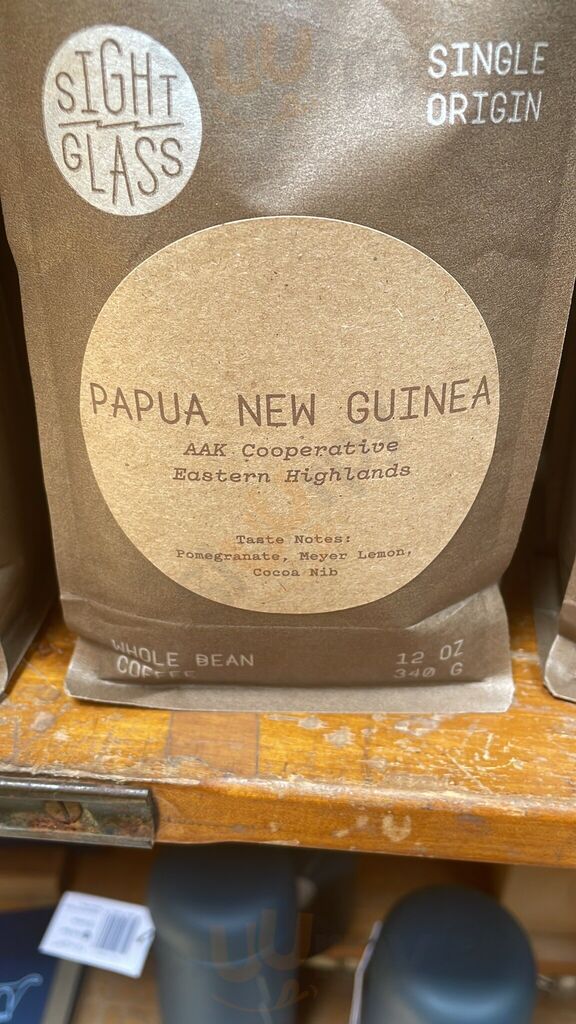 SIGHT
GLASS
SINGLE
ORIGIN
PAPUA NEW GUINEA
AAK Cooperative
Eastern Highlands
Taste Notes:
Pomegranate, Meyer Lemon,
Cocoa Nib
WHOLE BEAN
COFFEE
12 OZ
340 G